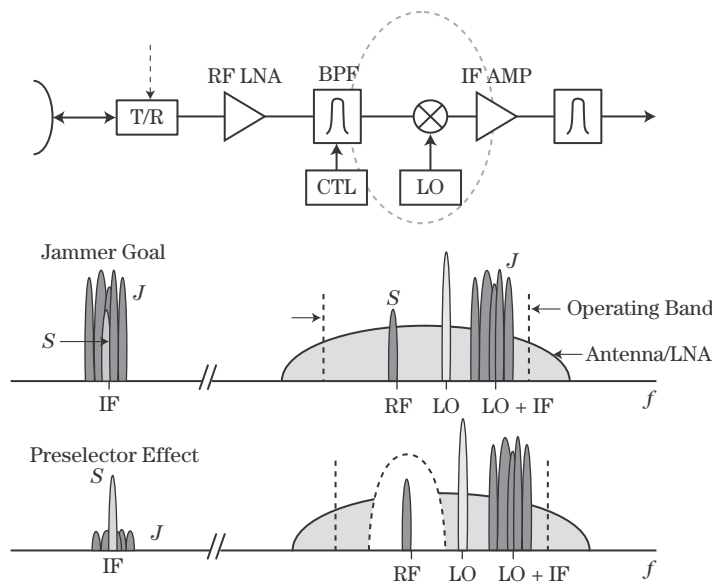 RF LNA
BPF
IF AMP
T/R
CTL
LO
Jammer Goal
J
S
IF
S
J
Operating Band
Antenna/LNA
RF
LO
LO + IF
f
Preselector Effect
S
J
IF
RF
LO
LO + IF
f